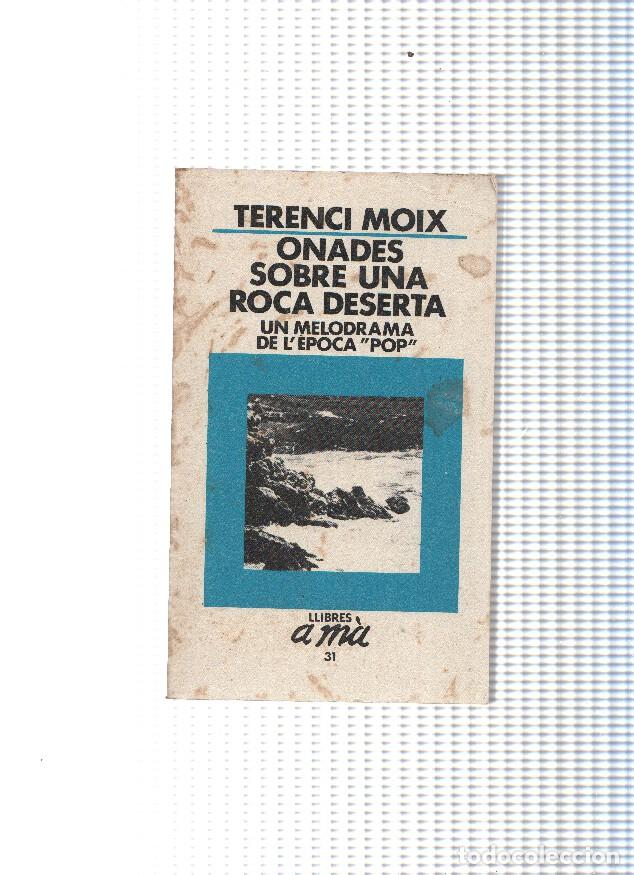 TERENCI MOIX
ONADES
SOBRE UNA
ROCA DESERTA
UN MELODRAMA
DE L'ÈPOCA "POP"
LLIBRES
a mà
31
todocoleccion